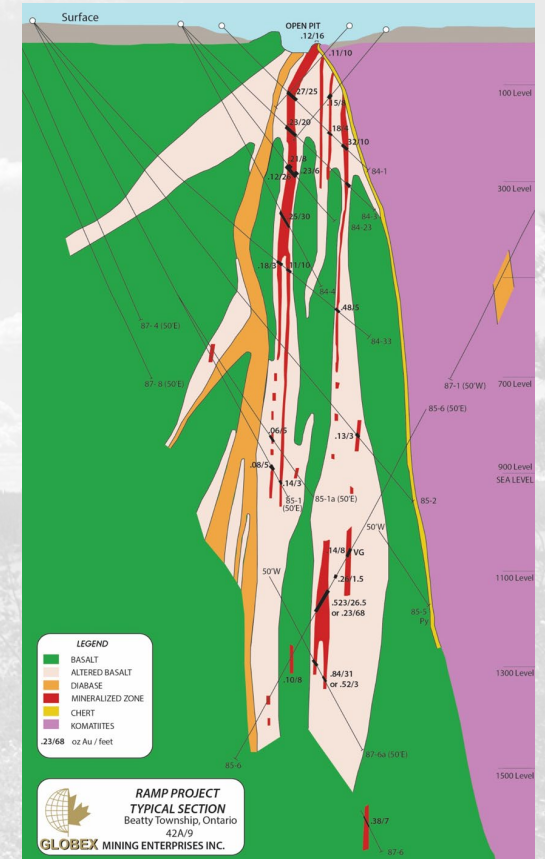 Surface
OPEN PIT
.12/16
.11/10
.27/25
.15/8
100 Level
.23/20
.18/4
.32/10
.21/8
.12/2
.23/6
84-1
300 Level
.25/30
84-3
84-23
.18/3
.11/10
84-4
.48/5
87-4 (50'E)
84-33
87-8 (50'E)
87-1 (50'W)
700 Level
85-6 (50'E)
.06/5
.13/3
.08/5
900 Level
SEA LEVEL
.14/3
85-1
(50'E)
85-1a (50'E)
85-2
50'W
.14/8
VG
50'W
.26/1.5
1100 Level
.523/26.5
or .23/68
85-5
Py
LEGEND
BASALT
ALTERED BASALT
DIABASE
MINERALIZED ZONE
CHERT
KOMATIITES
.23/68 oz Au / feet
.10/8
.84/31
or .52/3
1300 Level
85-6
87-6a (50'E)
1500 Level
RAMP PROJECT
TYPICAL SECTION
Beatty Township, Ontario
42A/9
GLOBEX MINING ENTERPRISES INC.
.38/7
87-6